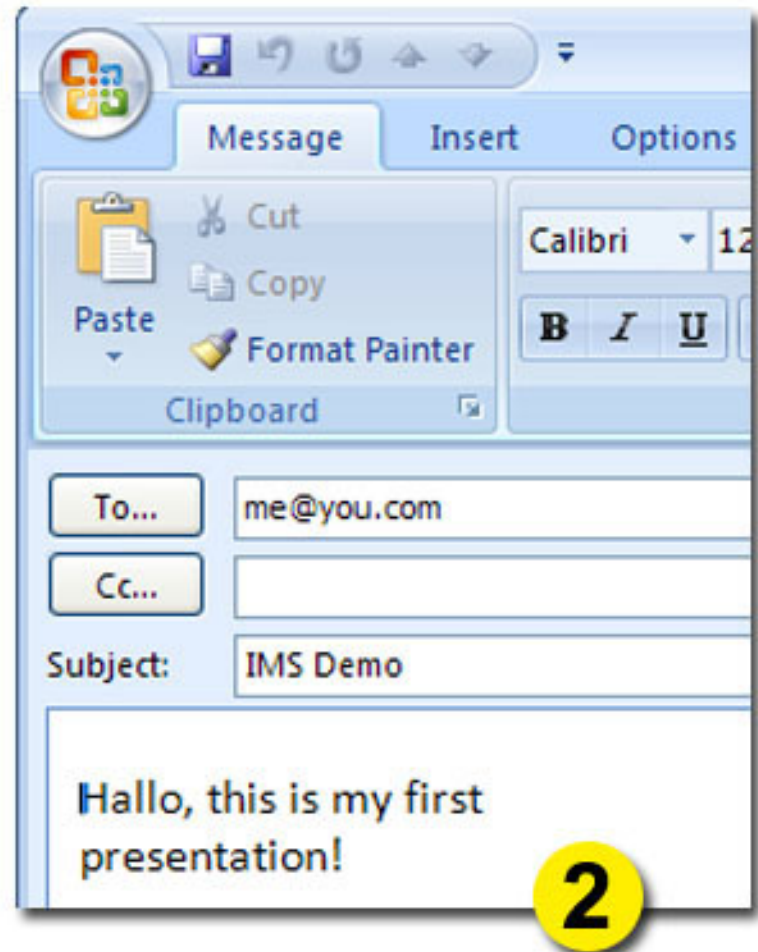 Message Insert Options
Cut
Calibri 12
Copy
Paste
B I U
Format Painter
Clipboard
To... me@you.com
Cc...
Subject: IMS Demo
Hallo, this is my first
presentation!
2